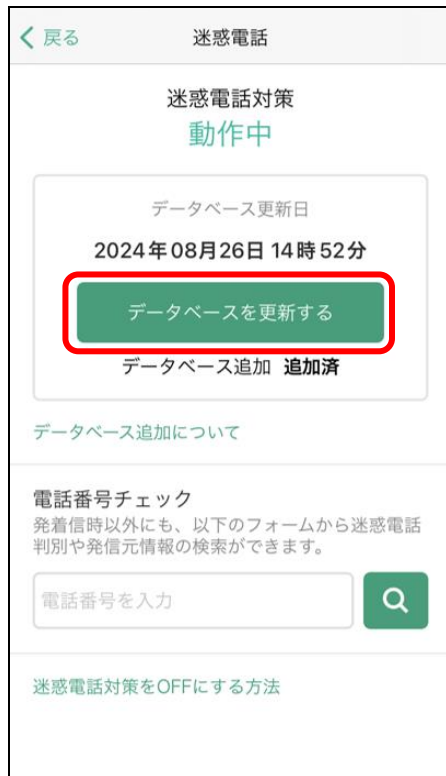 戻る 迷惑電話
迷惑電話対策
動作中
データベース更新日
2024年08月26日 14時52分
データベースを更新する
データベース追加 追加済
データベース追加について
電話番号チェック
発着信時以外にも、以下のフォームから迷惑電話
判別や発信元情報の検索ができます。
電話番号を入力
迷惑電話対策をOFFにする方法